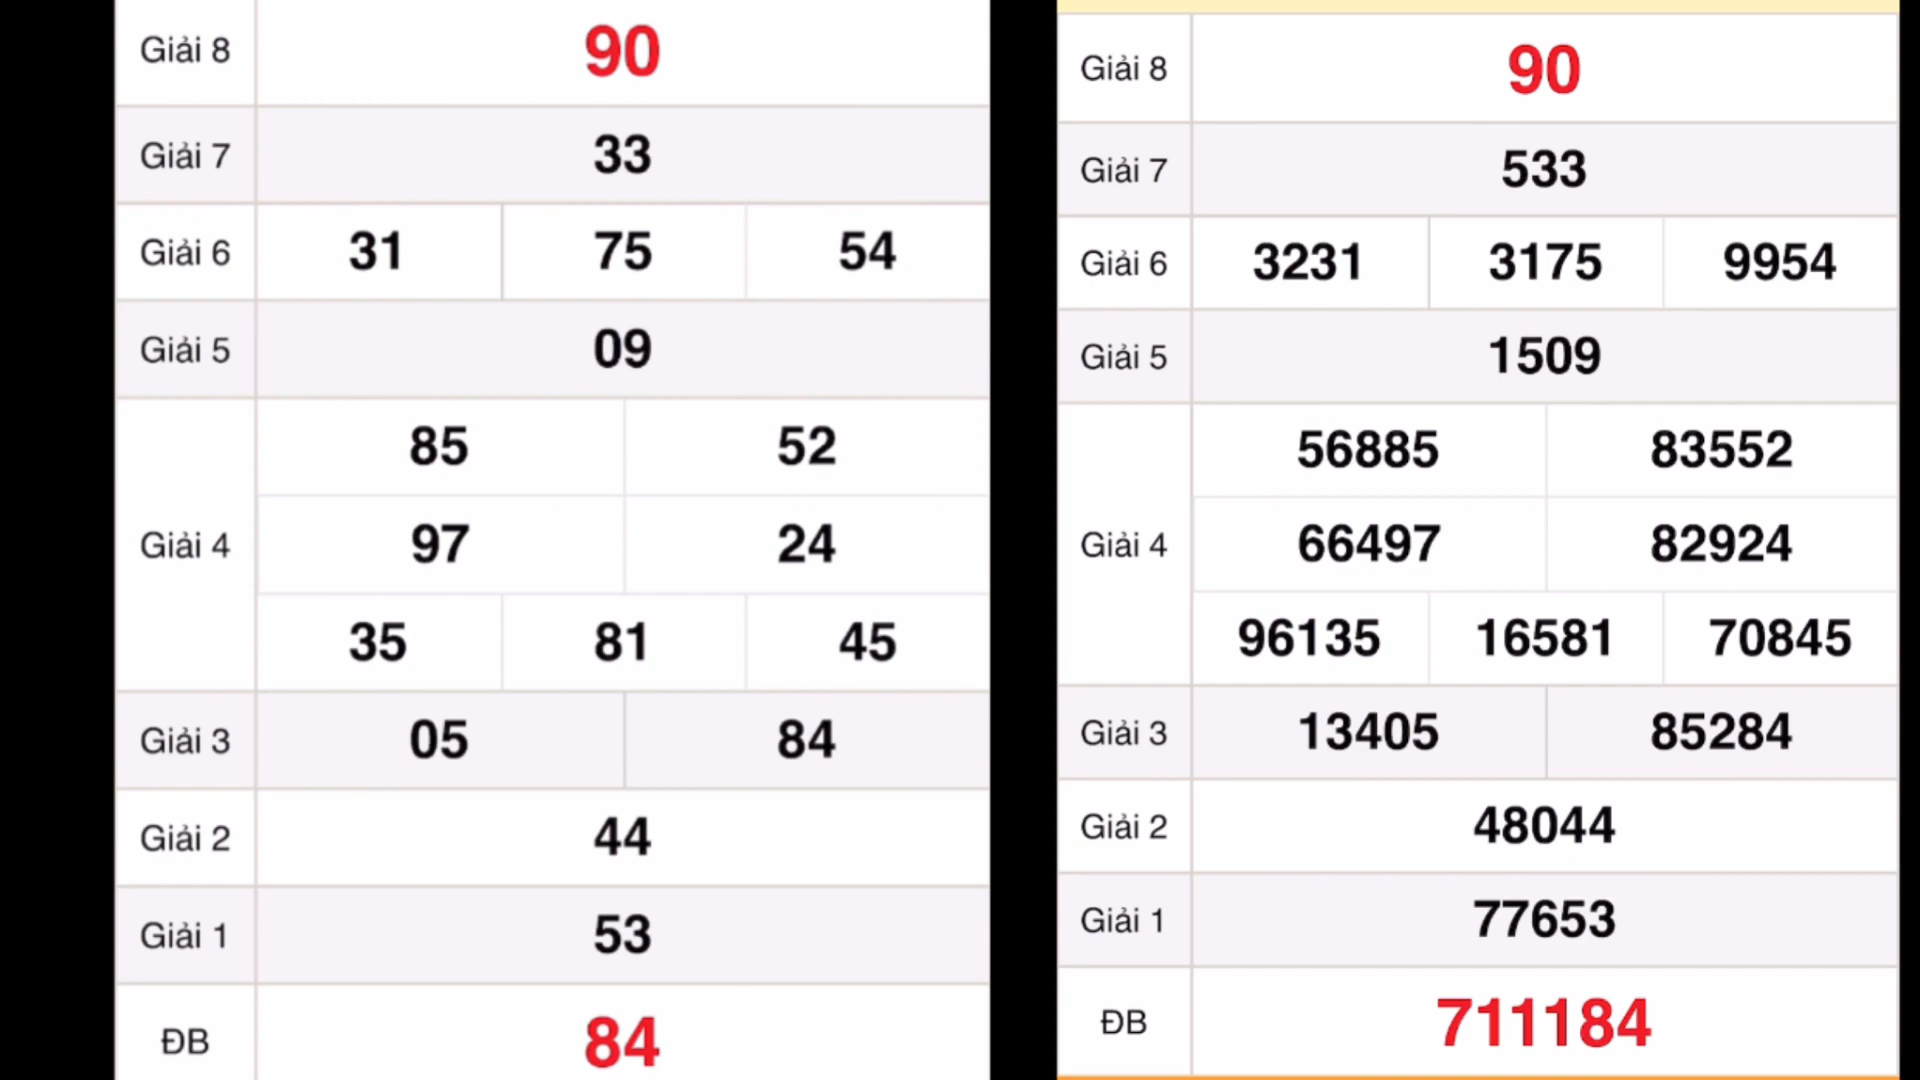 Giải 8 90
Giải 7 33
Giải 6 31 75 54
Giải 5 09
Giải 4
85 52
97 24
35 81 45
Giải 3 05 84
Giải 2 44
Giải 1 53
ĐB 84
Giải 8 90
Giải 7 533
Giải 6 3231 3175 9954
Giải 5 1509
Giải 4
56885 83552
66497 82924
96135 16581 70845
Giải 3 13405 85284
Giải 2 48044
Giải 1 77653
ĐB 711184